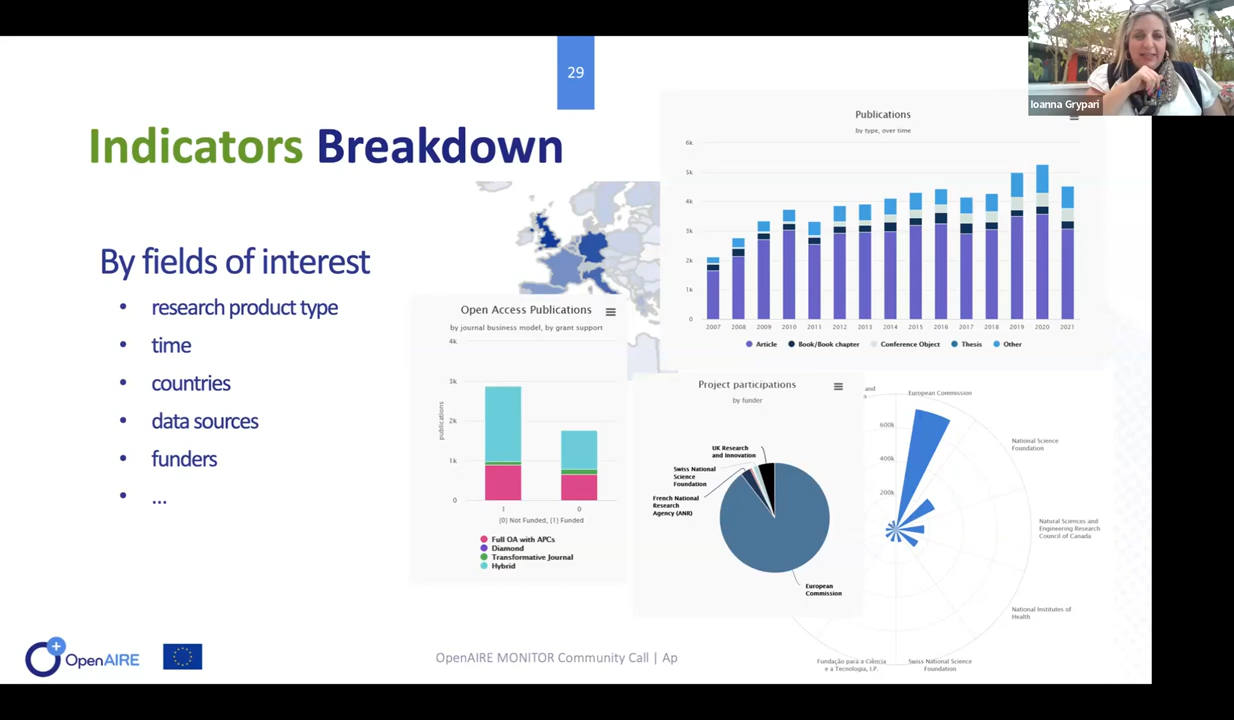 29
Ioanna Grypari
Indicators Breakdown
By fields of interest
• research product type
• time
• countries
• data sources
• funders
• ...
Publications
by type, over time
6k
5k
4k
3k
2k
1k
0
2007 2008 2009 2010 2011 2012 2013 2014 2015 2016 2017 2018 2019 2020 2021
Article Book/Book chapter Conference Object Thesis Other
Open Access Publications
by journal business model, by grant support
4k
3k
2k
1k
0
publications
1 0
[0] Not Funded, [1] Funded
Full OA with APCs
Diamond
Transformative Journal
Hybrid
Project participations
by funder
UK Research
and Innovation
Swiss National
Science
Foundation
French National
Research
Agency (ANR)
European
Commission
and
European Commission
600k
400k
200k
0
National Science
Foundation
Natural Sciences and
Engineering Research
Council of Canada
National Institutes of
Health
Swiss National Science
Foundation
Fundação para a Ciência
e a Tecnologia, I.P.
OpenAIRE
OpenAIRE MONITOR Community Call | Ap